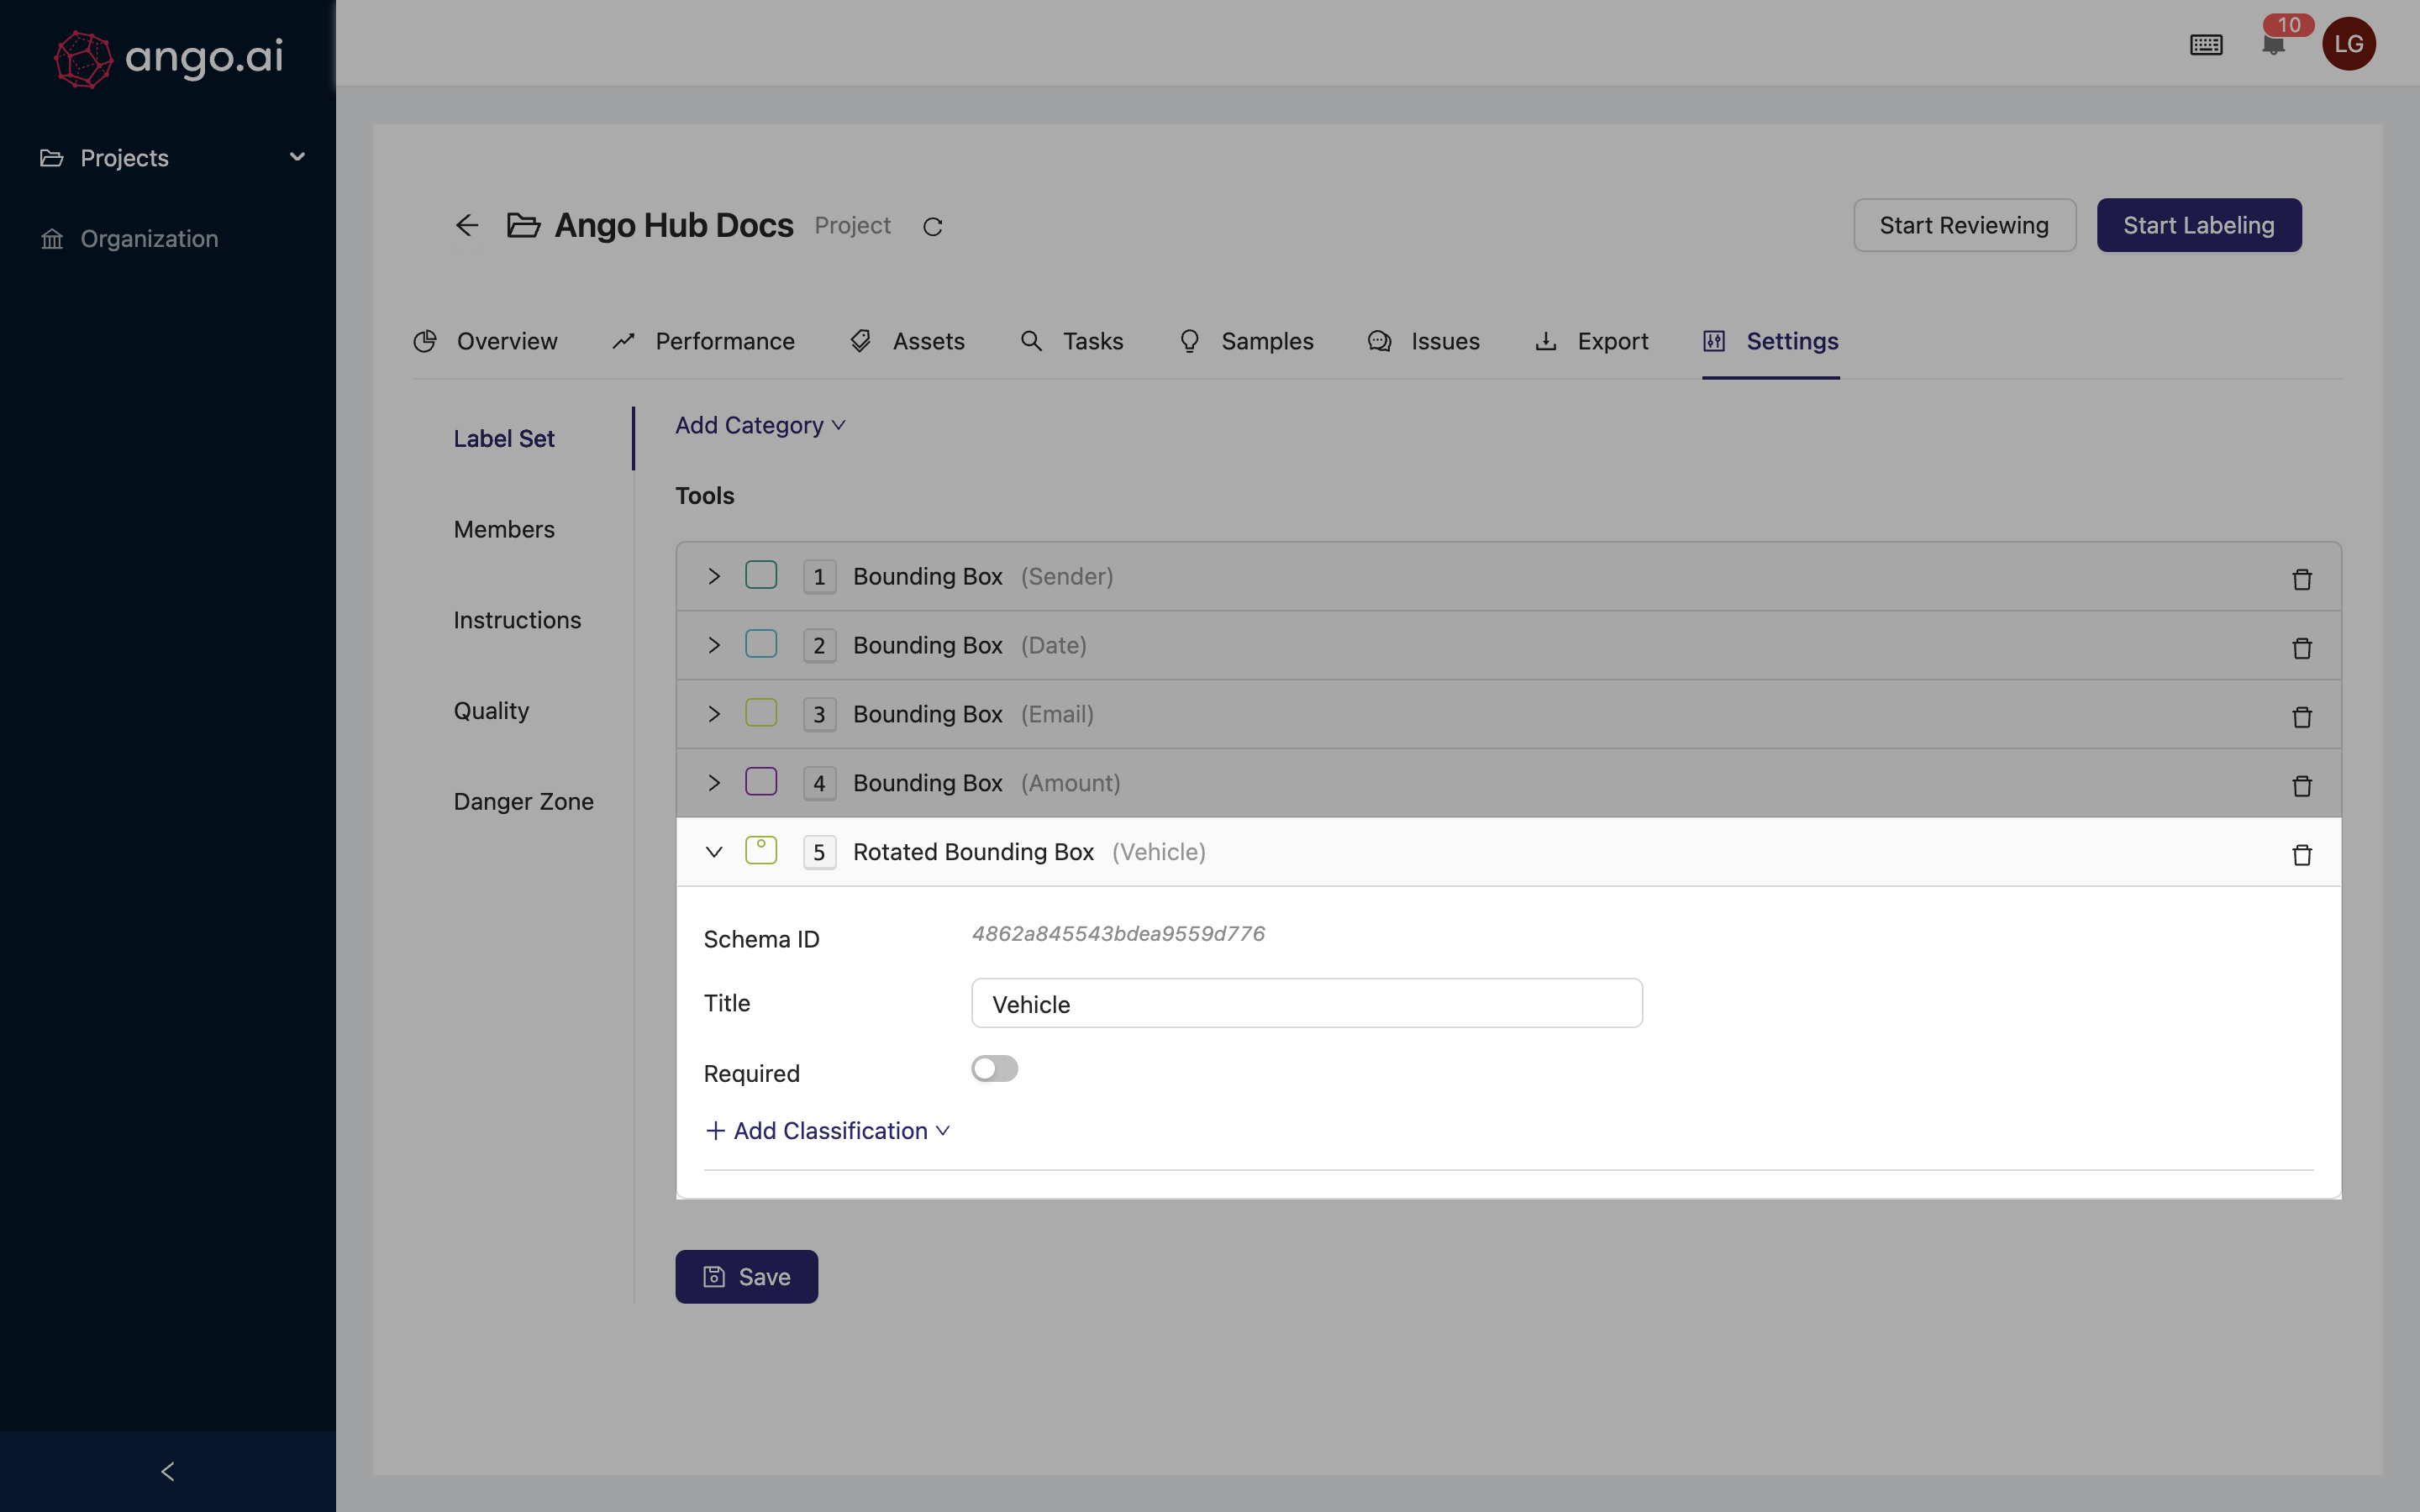 ango.ai
10
LG
Projects
Organization
Ango Hub Docs Project
Start Reviewing
Start Labeling
Overview
Performance
Assets
Tasks
Samples
Issues
Export
Settings
Label Set
Members
Instructions
Quality
Danger Zone
Add Category
Tools
1 Bounding Box (Sender)
2 Bounding Box (Date)
3 Bounding Box (Email)
4 Bounding Box (Amount)
5 Rotated Bounding Box (Vehicle)
Schema ID 4862a845543bdea9559d776
Title Vehicle
Required
+ Add Classification
Save